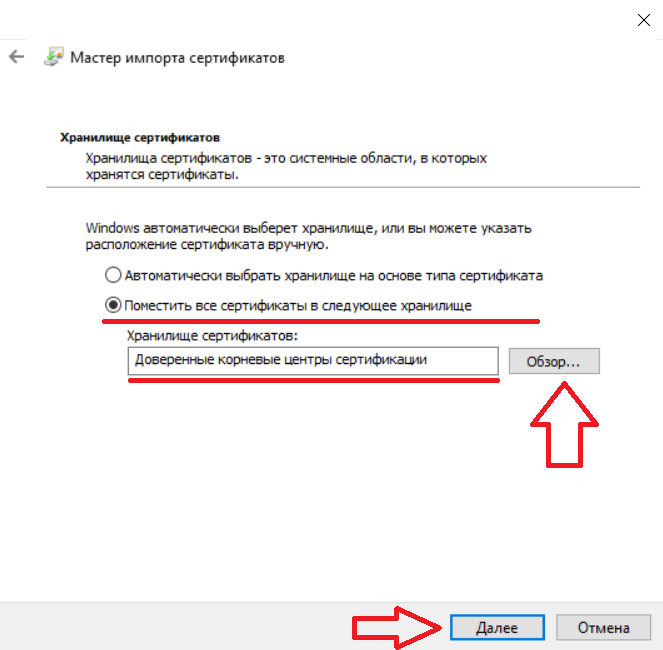 Мастер импорта сертификатов
Хранилище сертификатов
Хранилища сертификатов - это системные области, в которых
хранятся сертификаты.
Windows автоматически выберет хранилище, или вы можете указать
расположение сертификата вручную.
Автоматически выбрать хранилище на основе типа сертификата
Поместить все сертификаты в следующее хранилище
Хранилище сертификатов:
Доверенные корневые центры сертификации
Обзор...
Далее
Отмена